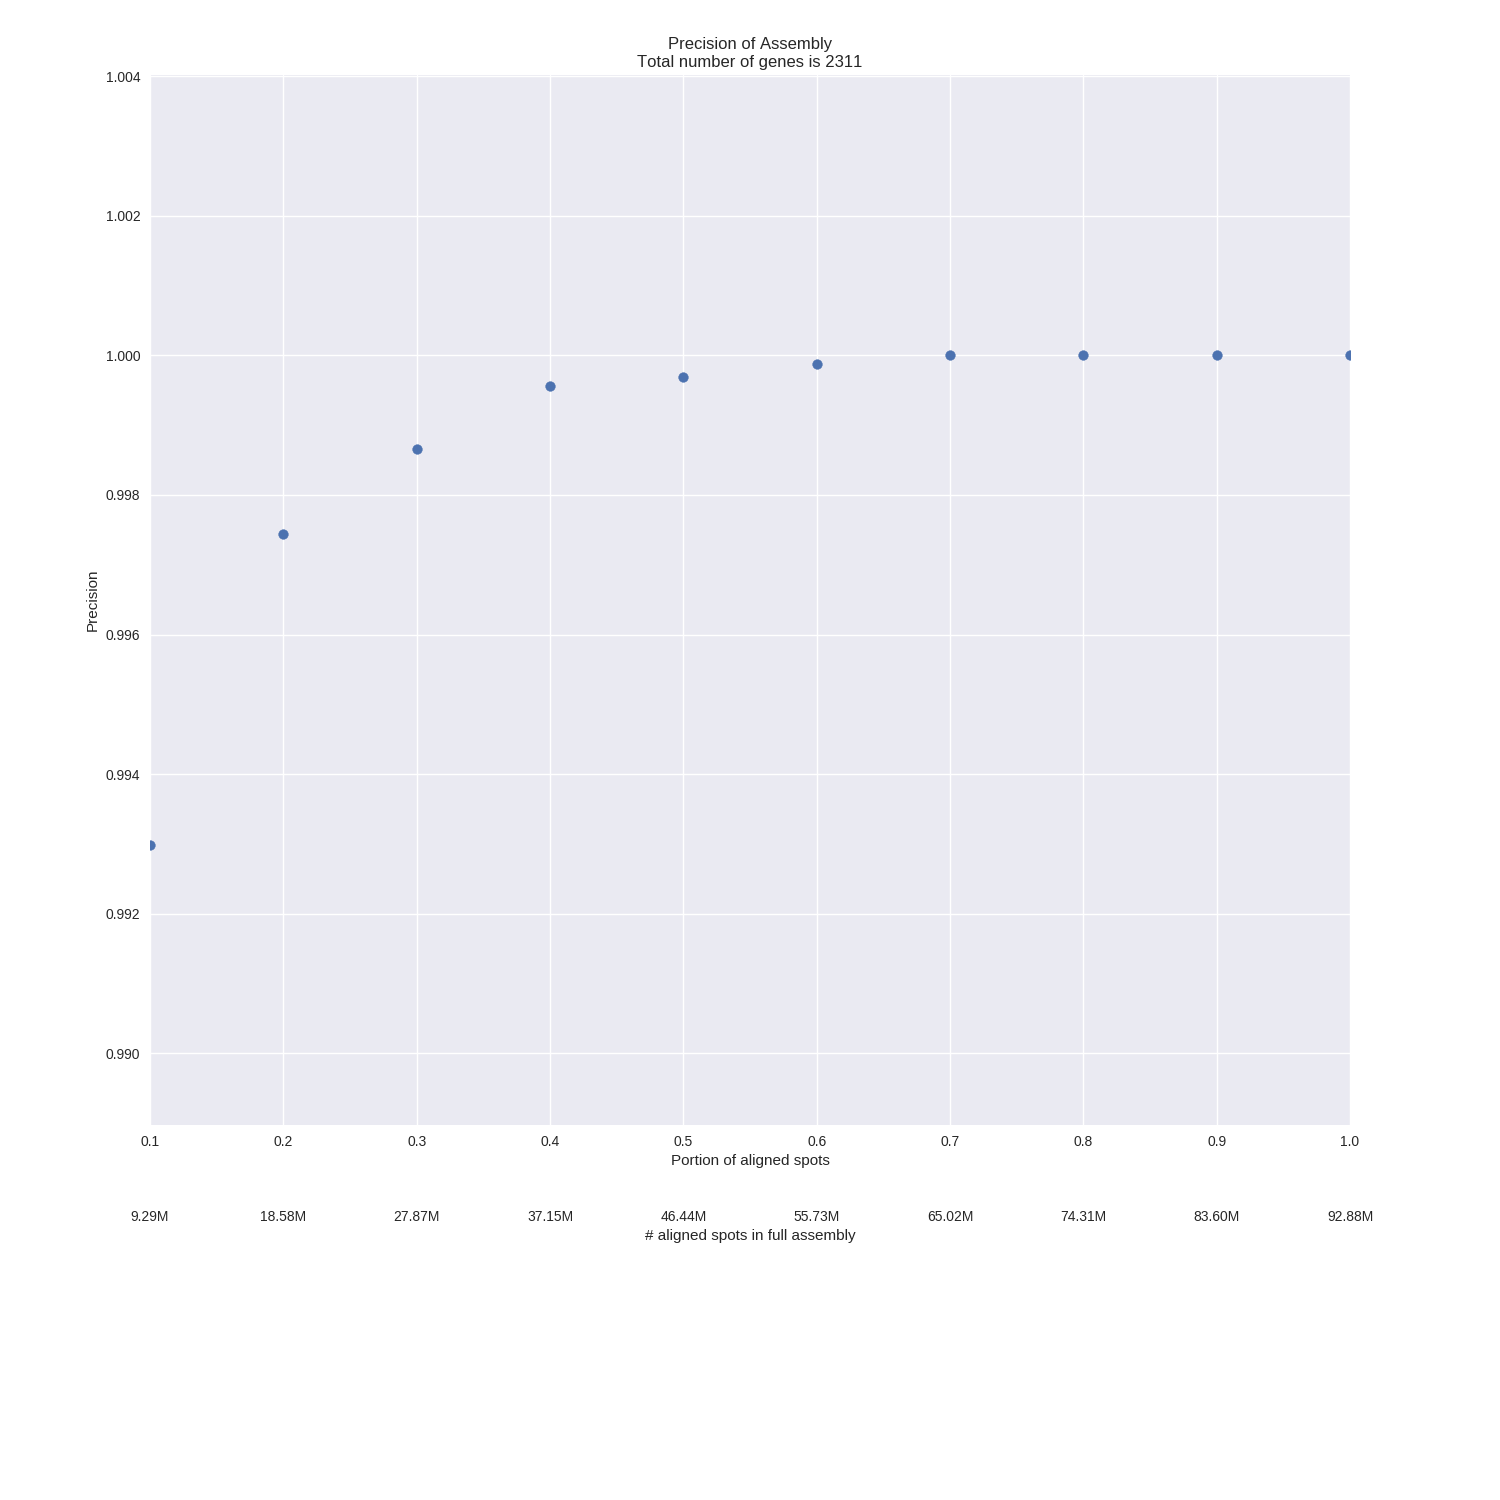 Precision of Assembly
Total number of genes is 2311
1.004
1.002
1.000
0.998
0.996
0.994
0.992
0.990
Precision
0.1 0.2 0.3 0.4 0.5 0.6 0.7 0.8 0.9 1.0
Portion of aligned spots
9.29M 18.58M 27.87M 37.15M 46.44M 55.73M 65.02M 74.31M 83.60M 92.88M
# aligned spots in full assembly